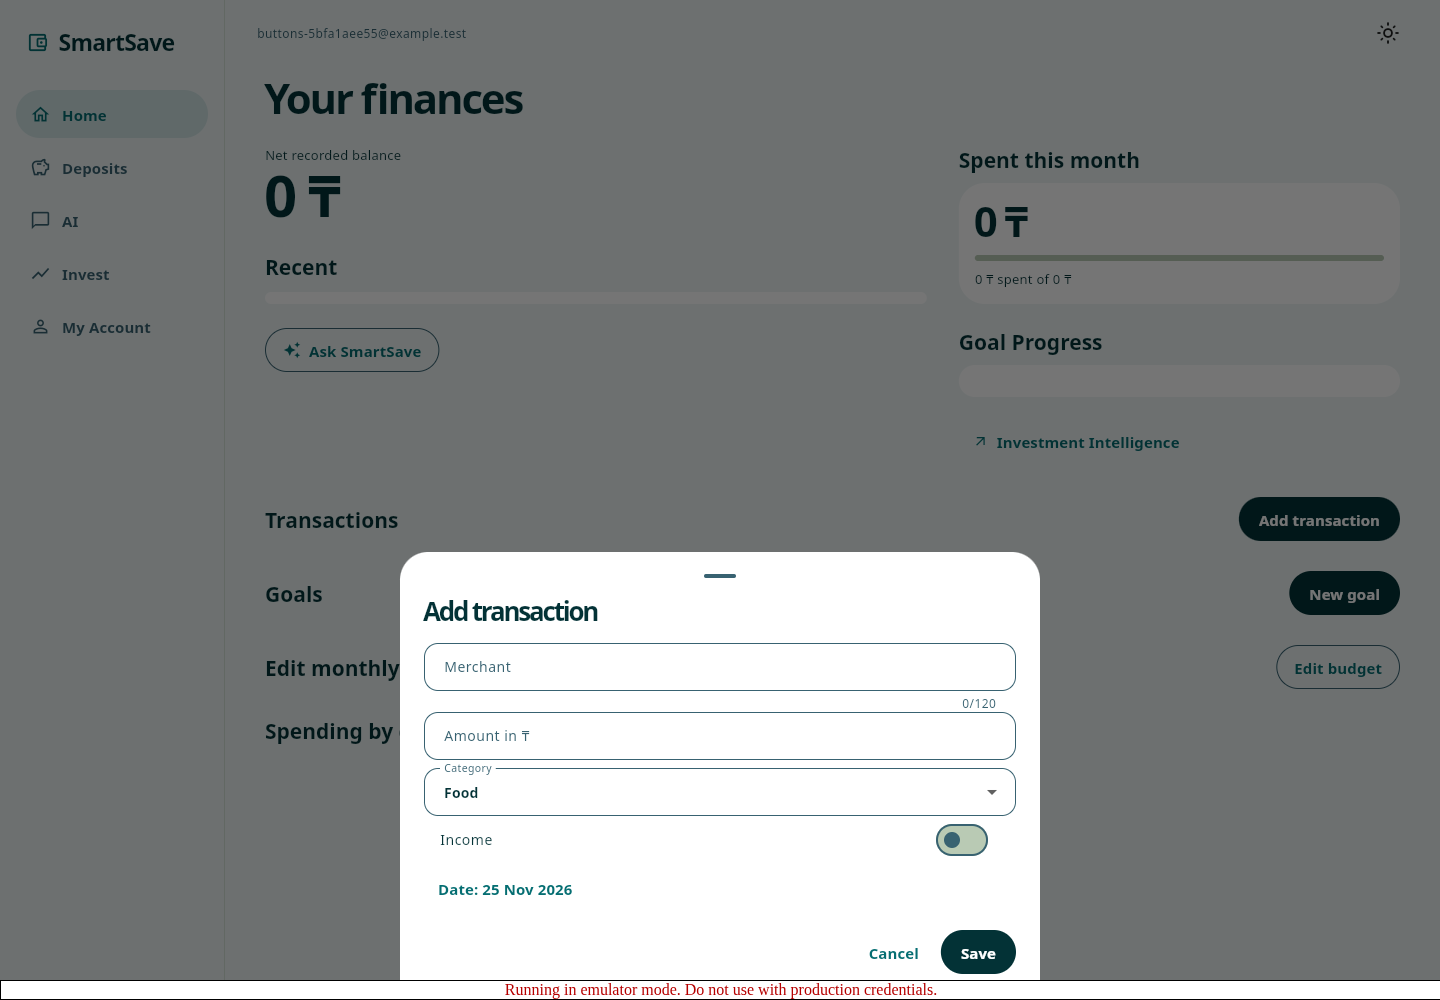 SmartSave
Home
Deposits
AI
Invest
My Account
buttons-5bfa1aee55@example.test
Your finances
Net recorded balance
0 ₸
Recent
Ask SmartSave
Spent this month
0 ₸
0 ₸ spent of 0 ₸
Goal Progress
Investment Intelligence
Transactions
Add transaction
Goals
New goal
Edit monthly
Edit budget
Spending by
Add transaction
Merchant
0/120
Amount in ₸
Category
Food
Income
Date: 25 Nov 2026
Cancel
Save
Running in emulator mode. Do not use with production credentials.